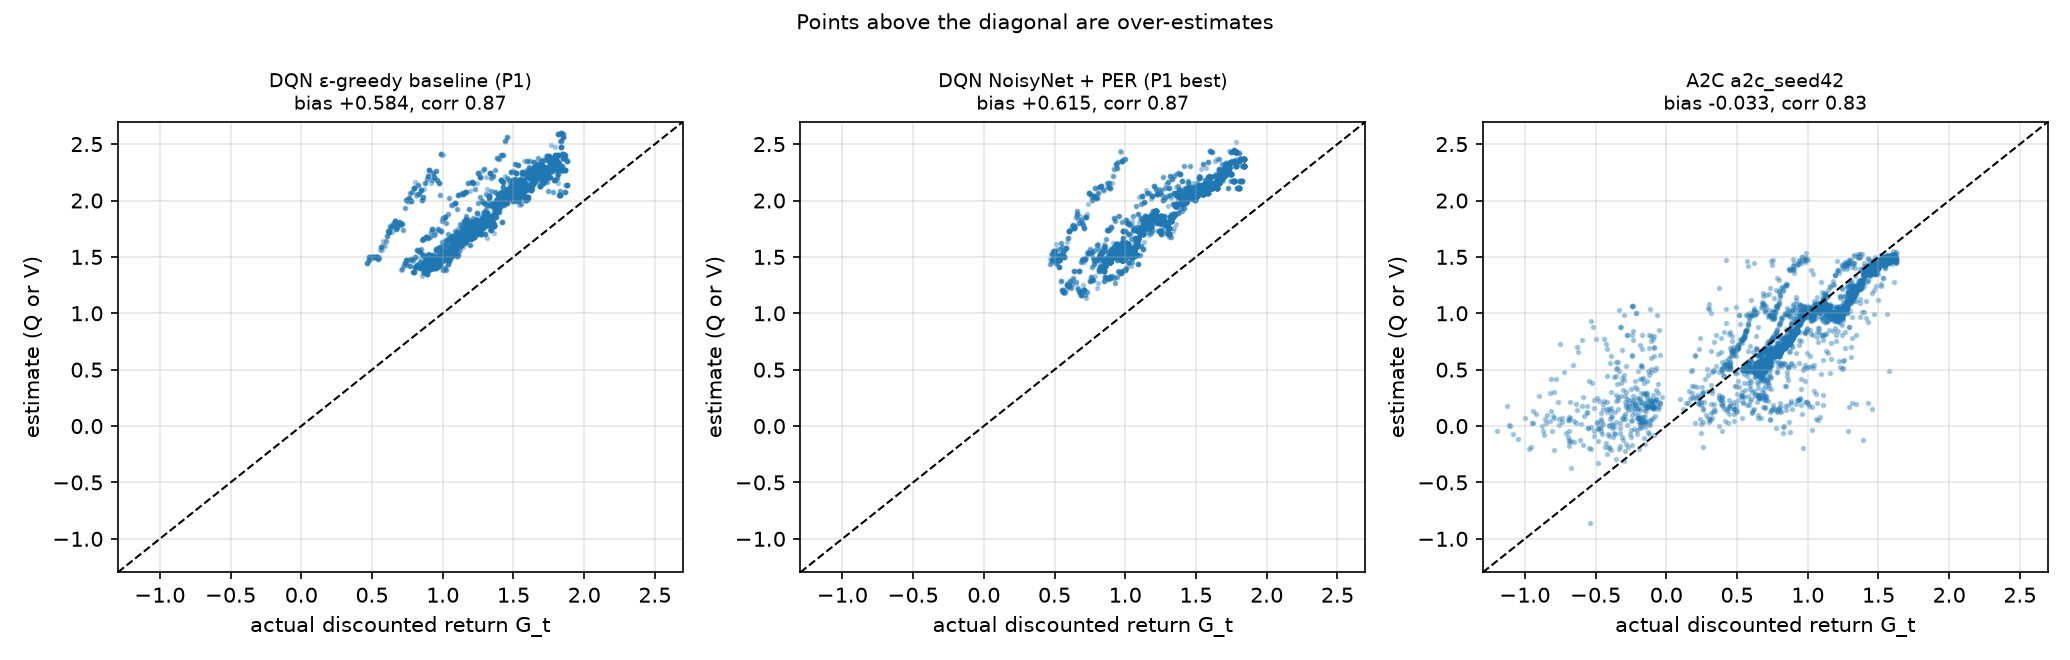 Points above the diagonal are over-estimates
DQN ε-greedy baseline (P1)
bias +0.584, corr 0.87
estimate (Q or V)
2.5
2.0
1.5
1.0
0.5
0.0
−0.5
−1.0
−1.0 −0.5 0.0 0.5 1.0 1.5 2.0 2.5
actual discounted return G_t
DQN NoisyNet + PER (P1 best)
bias +0.615, corr 0.87
estimate (Q or V)
2.5
2.0
1.5
1.0
0.5
0.0
−0.5
−1.0
−1.0 −0.5 0.0 0.5 1.0 1.5 2.0 2.5
actual discounted return G_t
A2C a2c_seed42
bias -0.033, corr 0.83
estimate (Q or V)
2.5
2.0
1.5
1.0
0.5
0.0
−0.5
−1.0
−1.0 −0.5 0.0 0.5 1.0 1.5 2.0 2.5
actual discounted return G_t